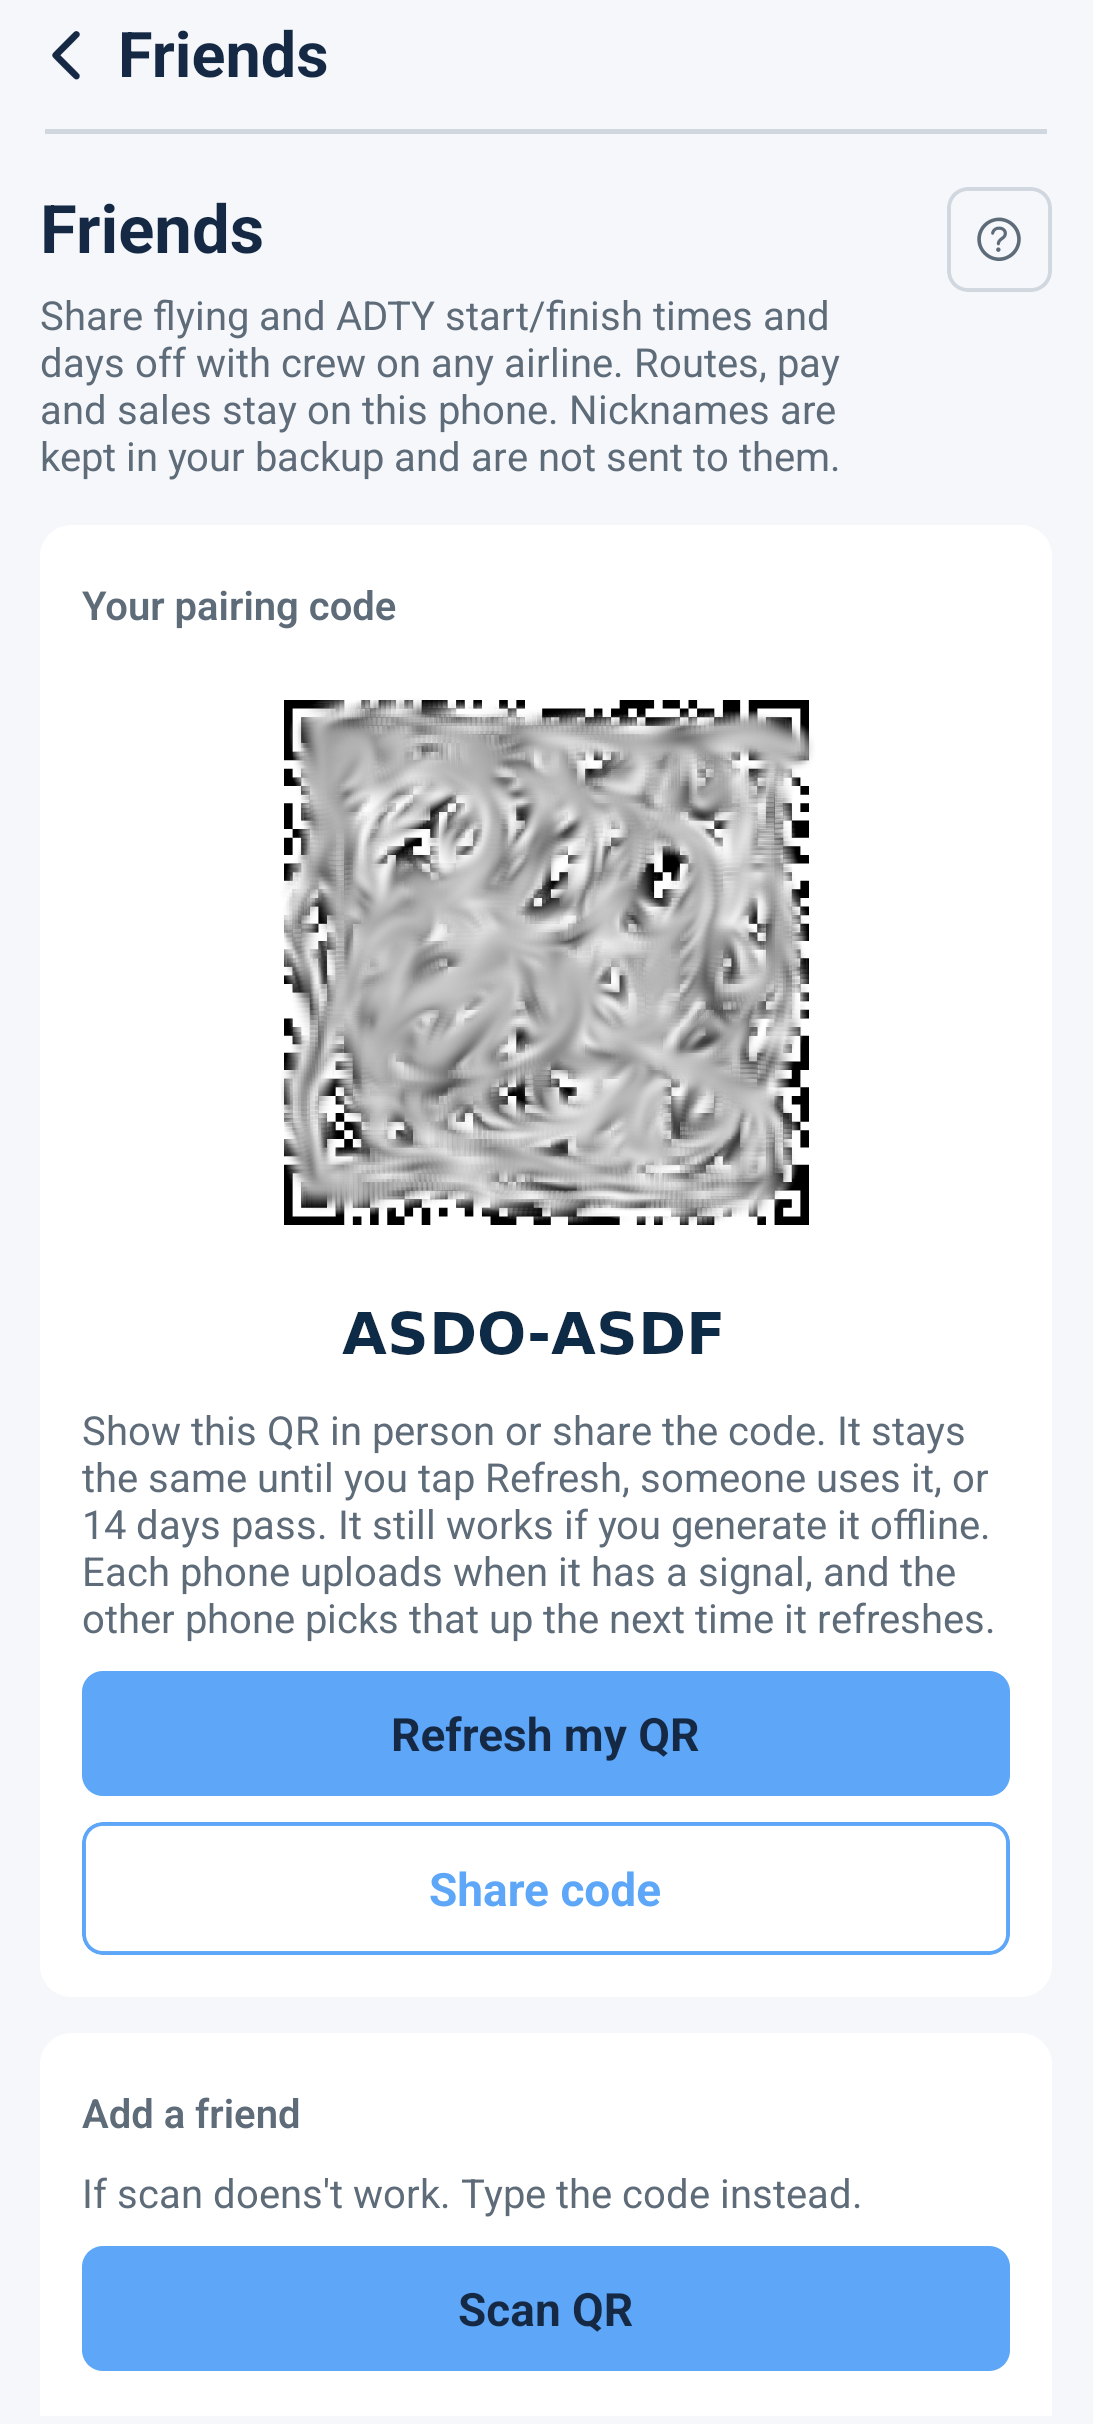 Friends
Friends
Share flying and ADTY start/finish times and
days off with crew on any airline. Routes, pay
and sales stay on this phone. Nicknames are
kept in your backup and are not sent to them.
Your pairing code
ASDO-ASDF
Show this QR in person or share the code. It stays
the same until you tap Refresh, someone uses it, or
14 days pass. It still works if you generate it offline.
Each phone uploads when it has a signal, and the
other phone picks that up the next time it refreshes.
Refresh my QR
Share code
Add a friend
If scan doens't work. Type the code instead.
Scan QR